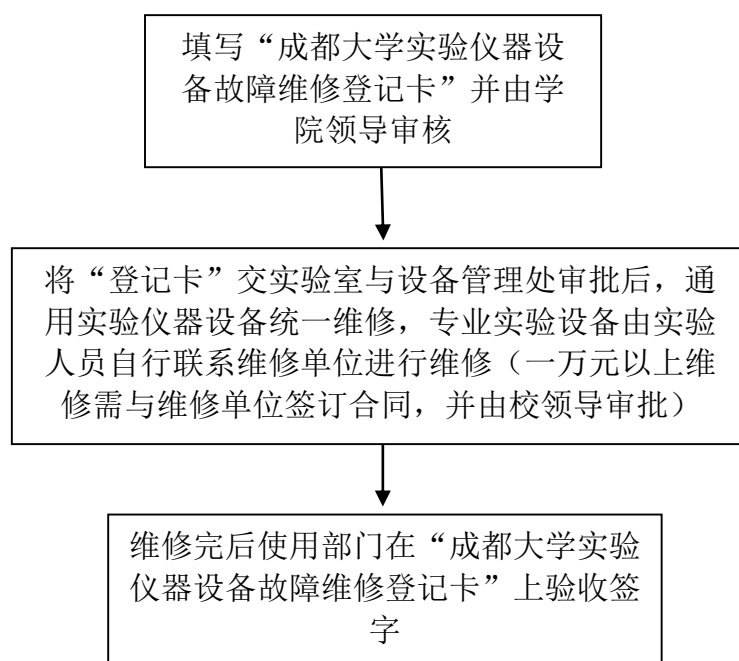 填写“成都大学实验仪器设
备故障维修登记卡”并由学
院领导审核
将“登记卡”交实验室与设备管理处审批后，通
用实验仪器设备统一维修，专业实验设备由实验
人员自行联系维修单位进行维修（一万元以上维
修需与维修单位签订合同，并由校领导审批）
维修完后使用部门在“成都大学实验
仪器设备故障维修登记卡”上验收签
字